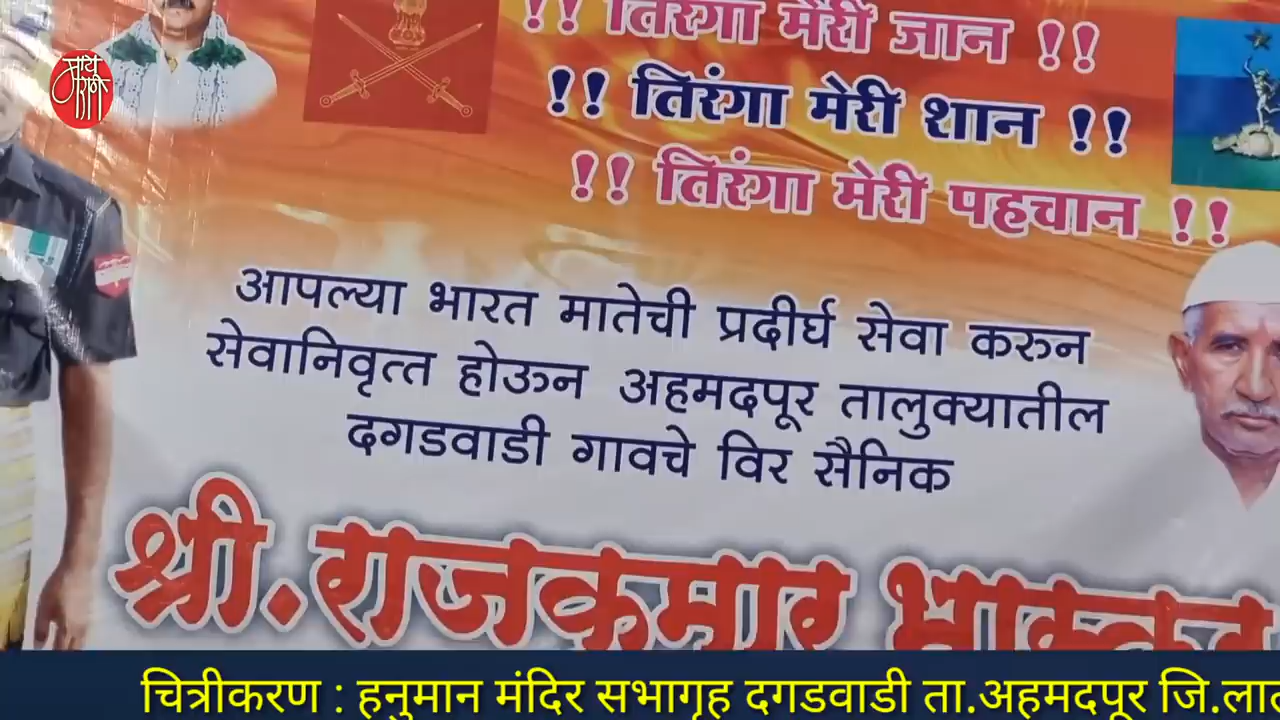 !! तिरंगा मेरी जान !!
!! तिरंगा मेरी शान !!
!! तिरंगा मेरी पहचान !!
आपल्या भारत मातेची प्रदीर्घ सेवा करुन
सेवानिवृत्त होऊन अहमदपूर तालुक्यातील
दगडवाडी गावचे विर सैनिक
श्री. राजकुमार
चित्रीकरण : हनुमान मंदिर सभागृह दगडवाडी ता.अहमदपूर जि.